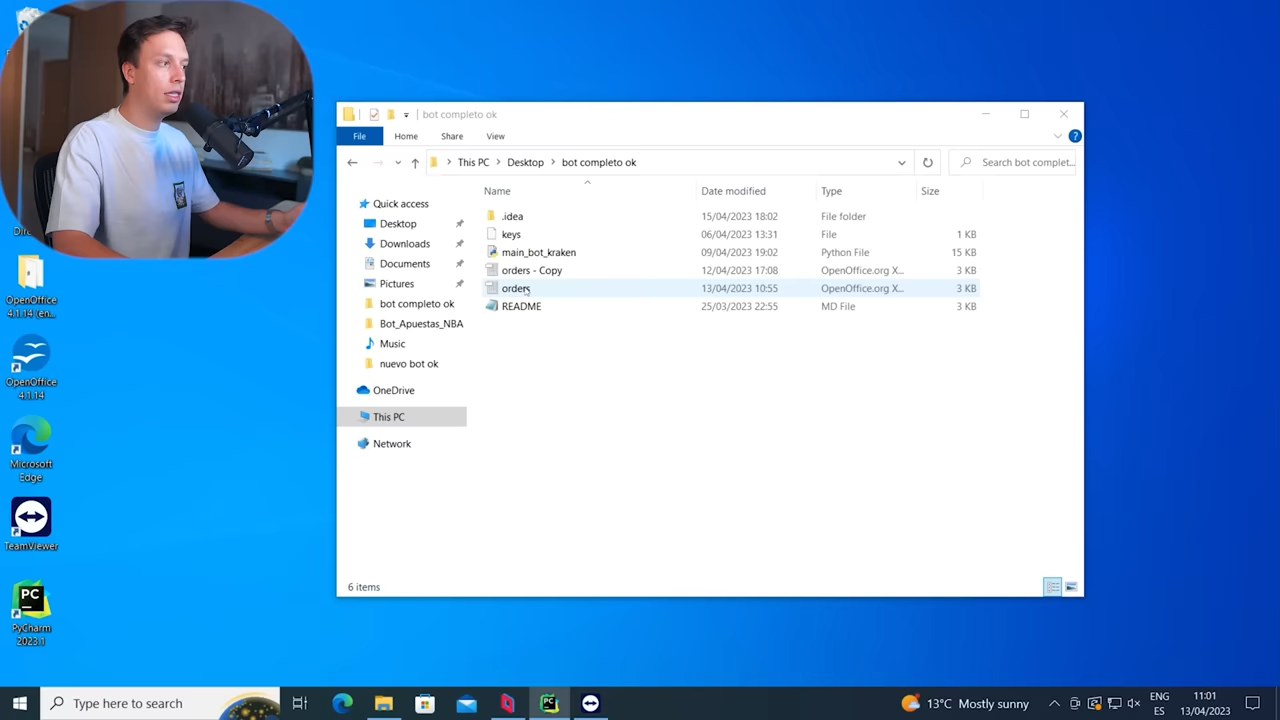 bot completo ok
File
Home
Share
View
This PC
Desktop
bot completo ok
Search bot complet...
Name
Date modified
Type
Size
Quick access
Desktop
Downloads
Documents
Pictures
bot completo ok
Bot_Apuestas_NBA
Music
nuevo bot ok
OneDrive
This PC
Network
.idea 15/04/2023 18:02 File folder
keys 06/04/2023 13:31 File 1 KB
main_bot_kraken 09/04/2023 19:02 Python File 15 KB
orders - Copy 12/04/2023 17:08 OpenOffice.org X... 3 KB
orders 13/04/2023 10:55 OpenOffice.org X... 3 KB
README 25/03/2023 22:55 MD File 3 KB
6 items
OpenOffice
4.1.14 (en...
OpenOffice
4.1.14
Microsoft
Edge
TeamViewer
PC
PyCharm
2023.1
Type here to search
PC
13°C Mostly sunny
ENG
ES
11:01
13/04/2023